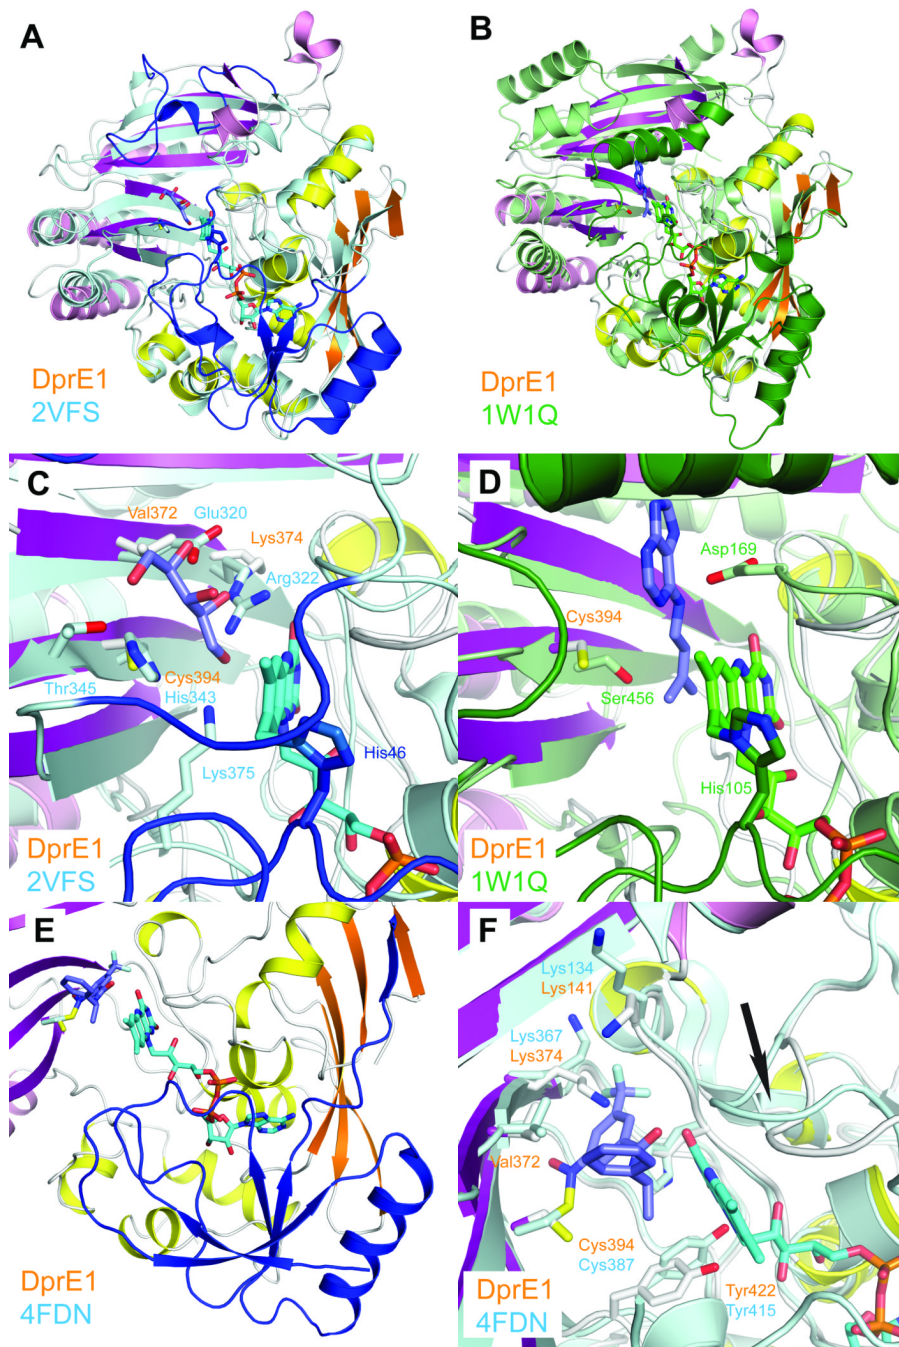 A
DprE1
2VFS
B
DprE1
1W1Q
C
Val372 Glu320
Lys374
Arg322
Cys394
Thr345 His343
His46
Lys375
DprE1
2VFS
D
Asp169
Cys394
Ser456
His105
DprE1
1W1Q
E
DprE1
4FDN
F
Lys134
Lys141
Lys367
Lys374
Val372
Cys394
Cys387
Tyr422
Tyr415
DprE1
4FDN